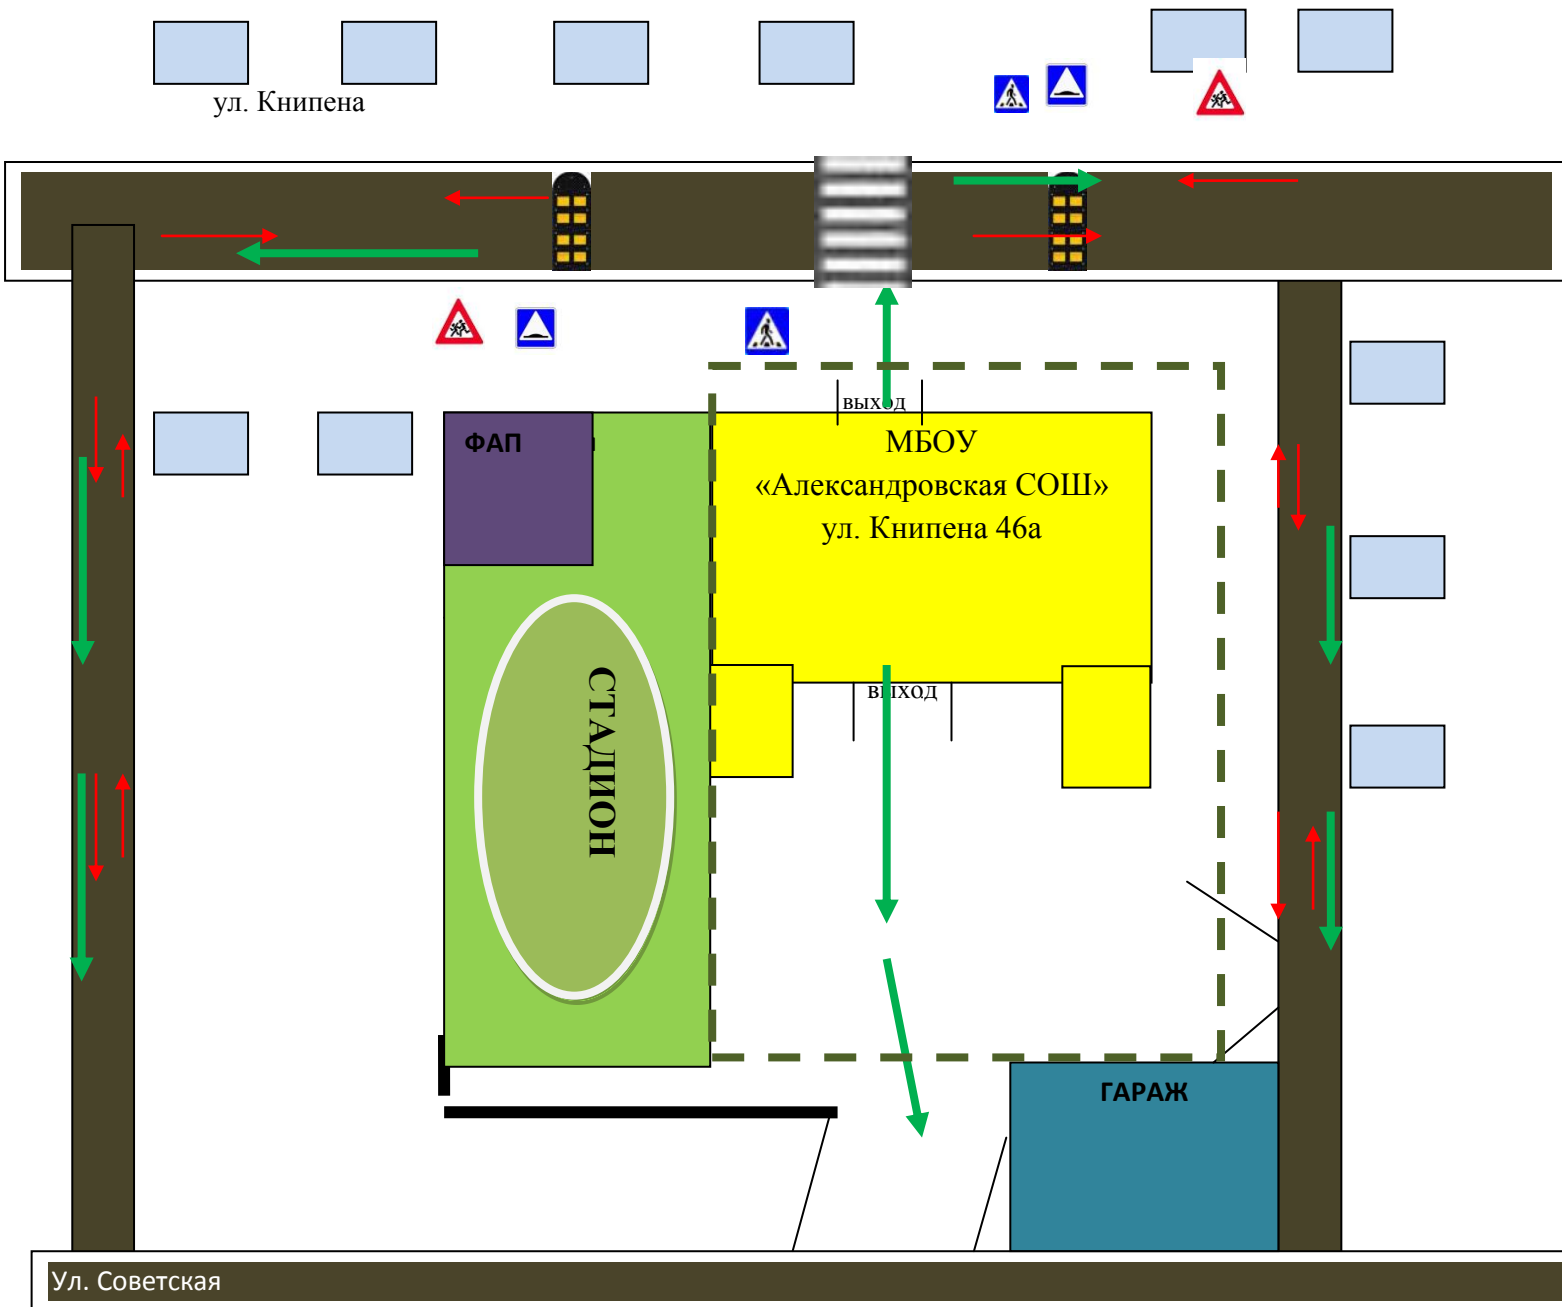 ул. Книпена
выход
ФАП
МБОУ
«Александровская СОШ»
ул. Книпена 46а
СТАДИОН
выход
ГАРАЖ
Ул. Советская